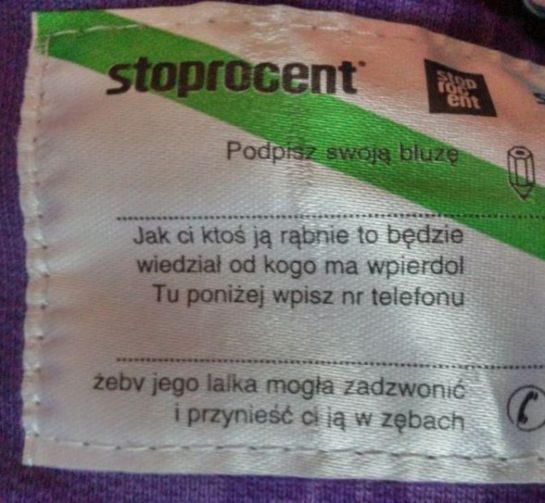 stoprocent
STOP
roc
ent
Podpisz swoją bluzę
Jak ci ktoś ją rąbnie to będzie
wiedział od kogo ma wpierdol
Tu poniżej wpisz nr telefonu
żeby jego lalka mogła zadzwonić
i przynieść ci ją w zębach